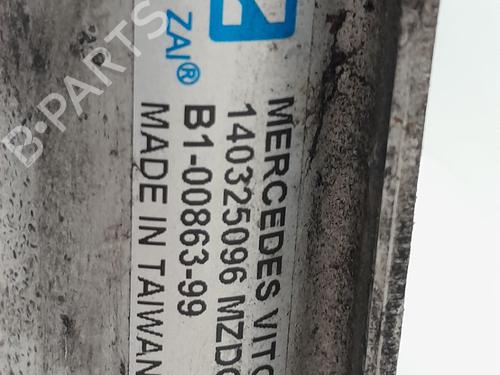 ZAI®
MERCEDES VITO
140325096 MZDC
B1-00863-99
MADE IN TAIWAN
B-PARTS